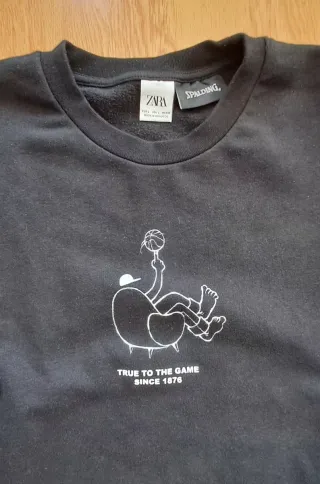 ZARA
SPALDING
TRUE TO THE GAME
SINCE 1876